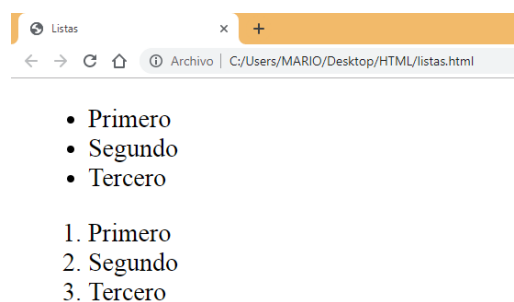 Listas
Archivo | C:/Users/MARIO/Desktop/HTML/listas.html
• Primero
• Segundo
• Tercero
1. Primero
2. Segundo
3. Tercero